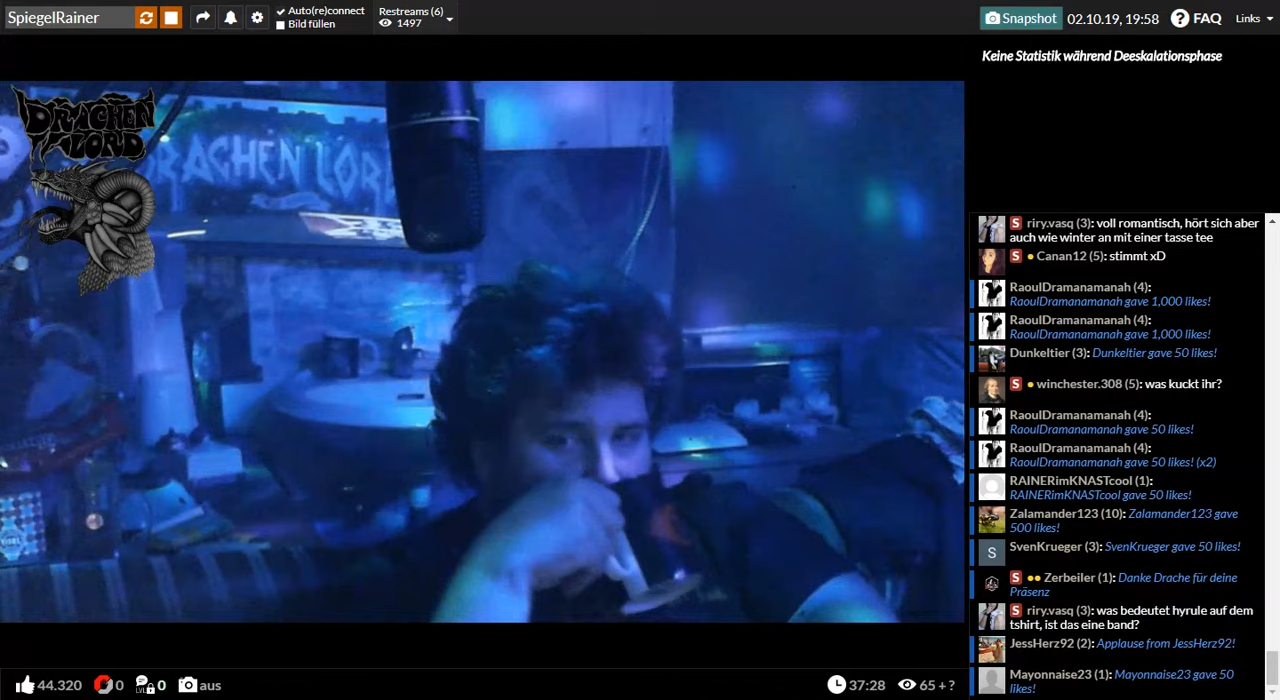 SpiegelRainer
Auto(re)connect
Bild füllen
Restreams (6)
1497
Snapshot
02.10.19, 19:58
FAQ
Links
Keine Statistik während Deeskalationsphase
DRACHEN
LORD
DRACHEN LORD
S riry.vasq (3): voll romantisch, hört sich aber
auch wie winter an mit einer tasse tee
S Canan12 (5): stimmt xD
RaoulDramanamanah (4):
RaoulDramanamanah gave 1,000 likes!
RaoulDramanamanah (4):
RaoulDramanamanah gave 1,000 likes!
Dunkeltier (3): Dunkeltier gave 50 likes!
S winchester.308 (5): was kuckt ihr?
RaoulDramanamanah (4):
RaoulDramanamanah gave 50 likes!
RaoulDramanamanah (4):
RaoulDramanamanah gave 50 likes! (x2)
RAINERimKNASTcool (1):
RAINERimKNASTcool gave 50 likes!
Zalamander123 (10): Zalamander123 gave
500 likes!
S
SvenKrueger (3): SvenKrueger gave 50 likes!
S Zerbeiler (1): Danke Drache für deine
Präsenz
S riry.vasq (3): was bedeutet hyrule auf dem
tshirt, ist das eine band?
JessHerz92 (2): Applause from JessHerz92!
Mayonnaise23 (1): Mayonnaise23 gave 50
likes!
44.320
0
LVL
0
aus
37:28
65 + ?